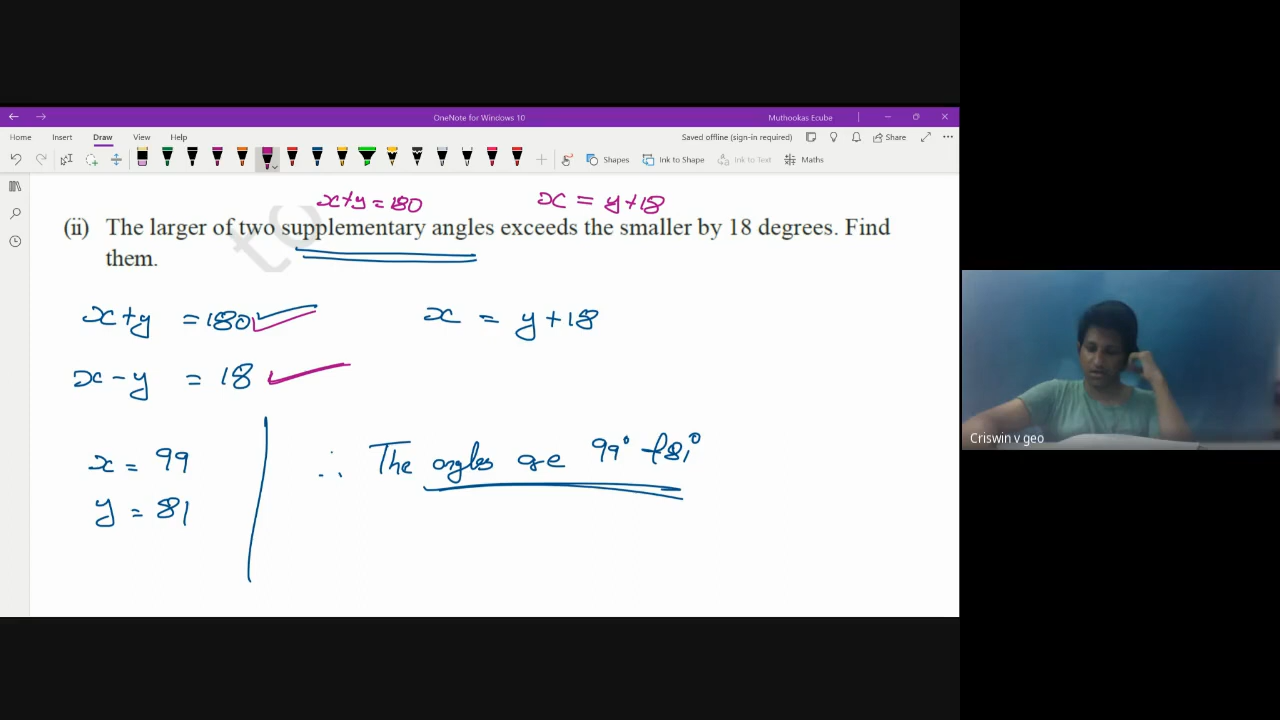 OneNote for Windows 10
Muthookas Ecube
Home Insert Draw View Help
Saved offline (sign-in required)
Share
Shapes
Ink to Shape
Ink to Text
Maths
x+y=180 x = y+18
(ii) The larger of two supplementary angles exceeds the smaller by 18 degrees. Find
them.
to
x+y = 180 x = y+18
x-y = 18
x = 99
y = 81
∴ The angles are 99° & 81°
Criswin v geo